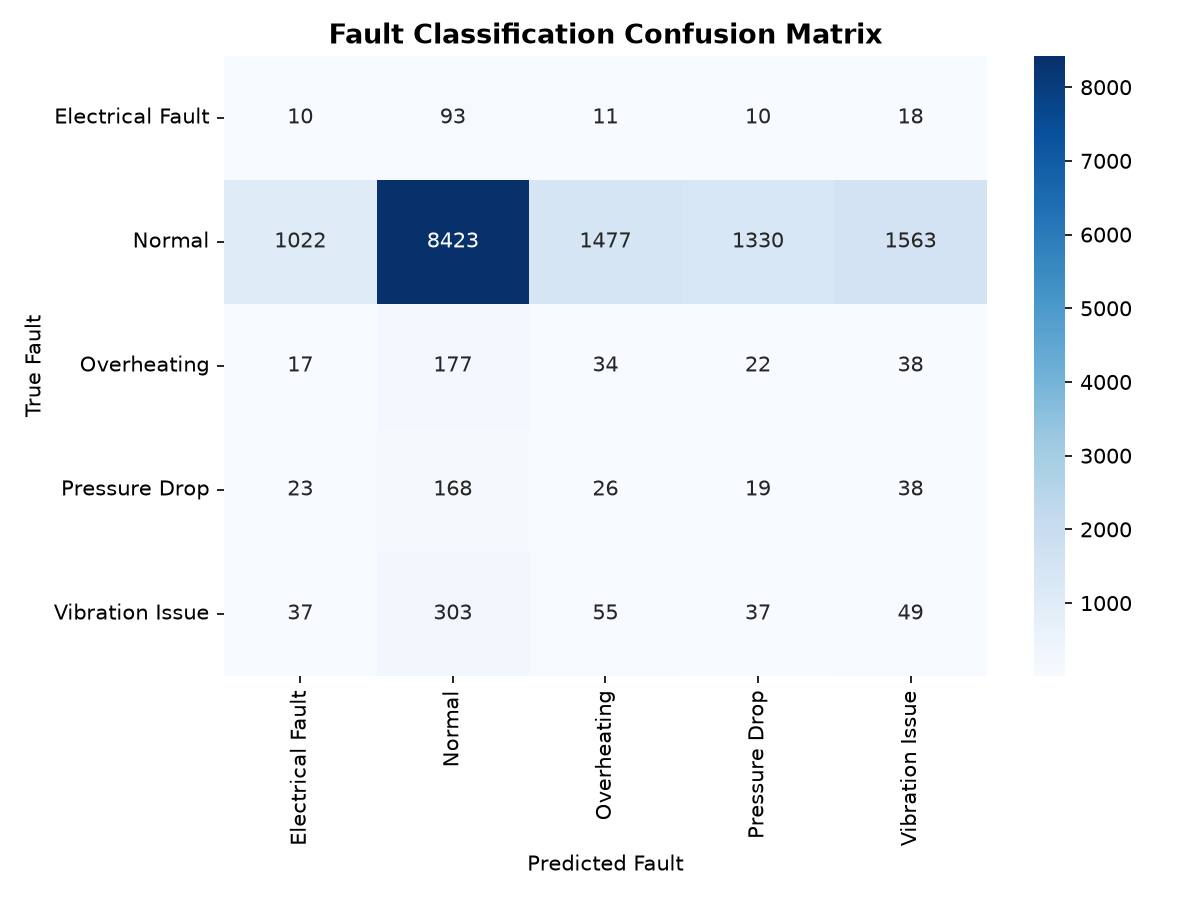 Fault Classification Confusion Matrix
Electrical Fault 10 93 11 10 18
Normal 1022 8423 1477 1330 1563
Overheating 17 177 34 22 38
Pressure Drop 23 168 26 19 38
Vibration Issue 37 303 55 37 49
True Fault
Electrical Fault
Normal
Overheating
Pressure Drop
Vibration Issue
Predicted Fault
8000
7000
6000
5000
4000
3000
2000
1000